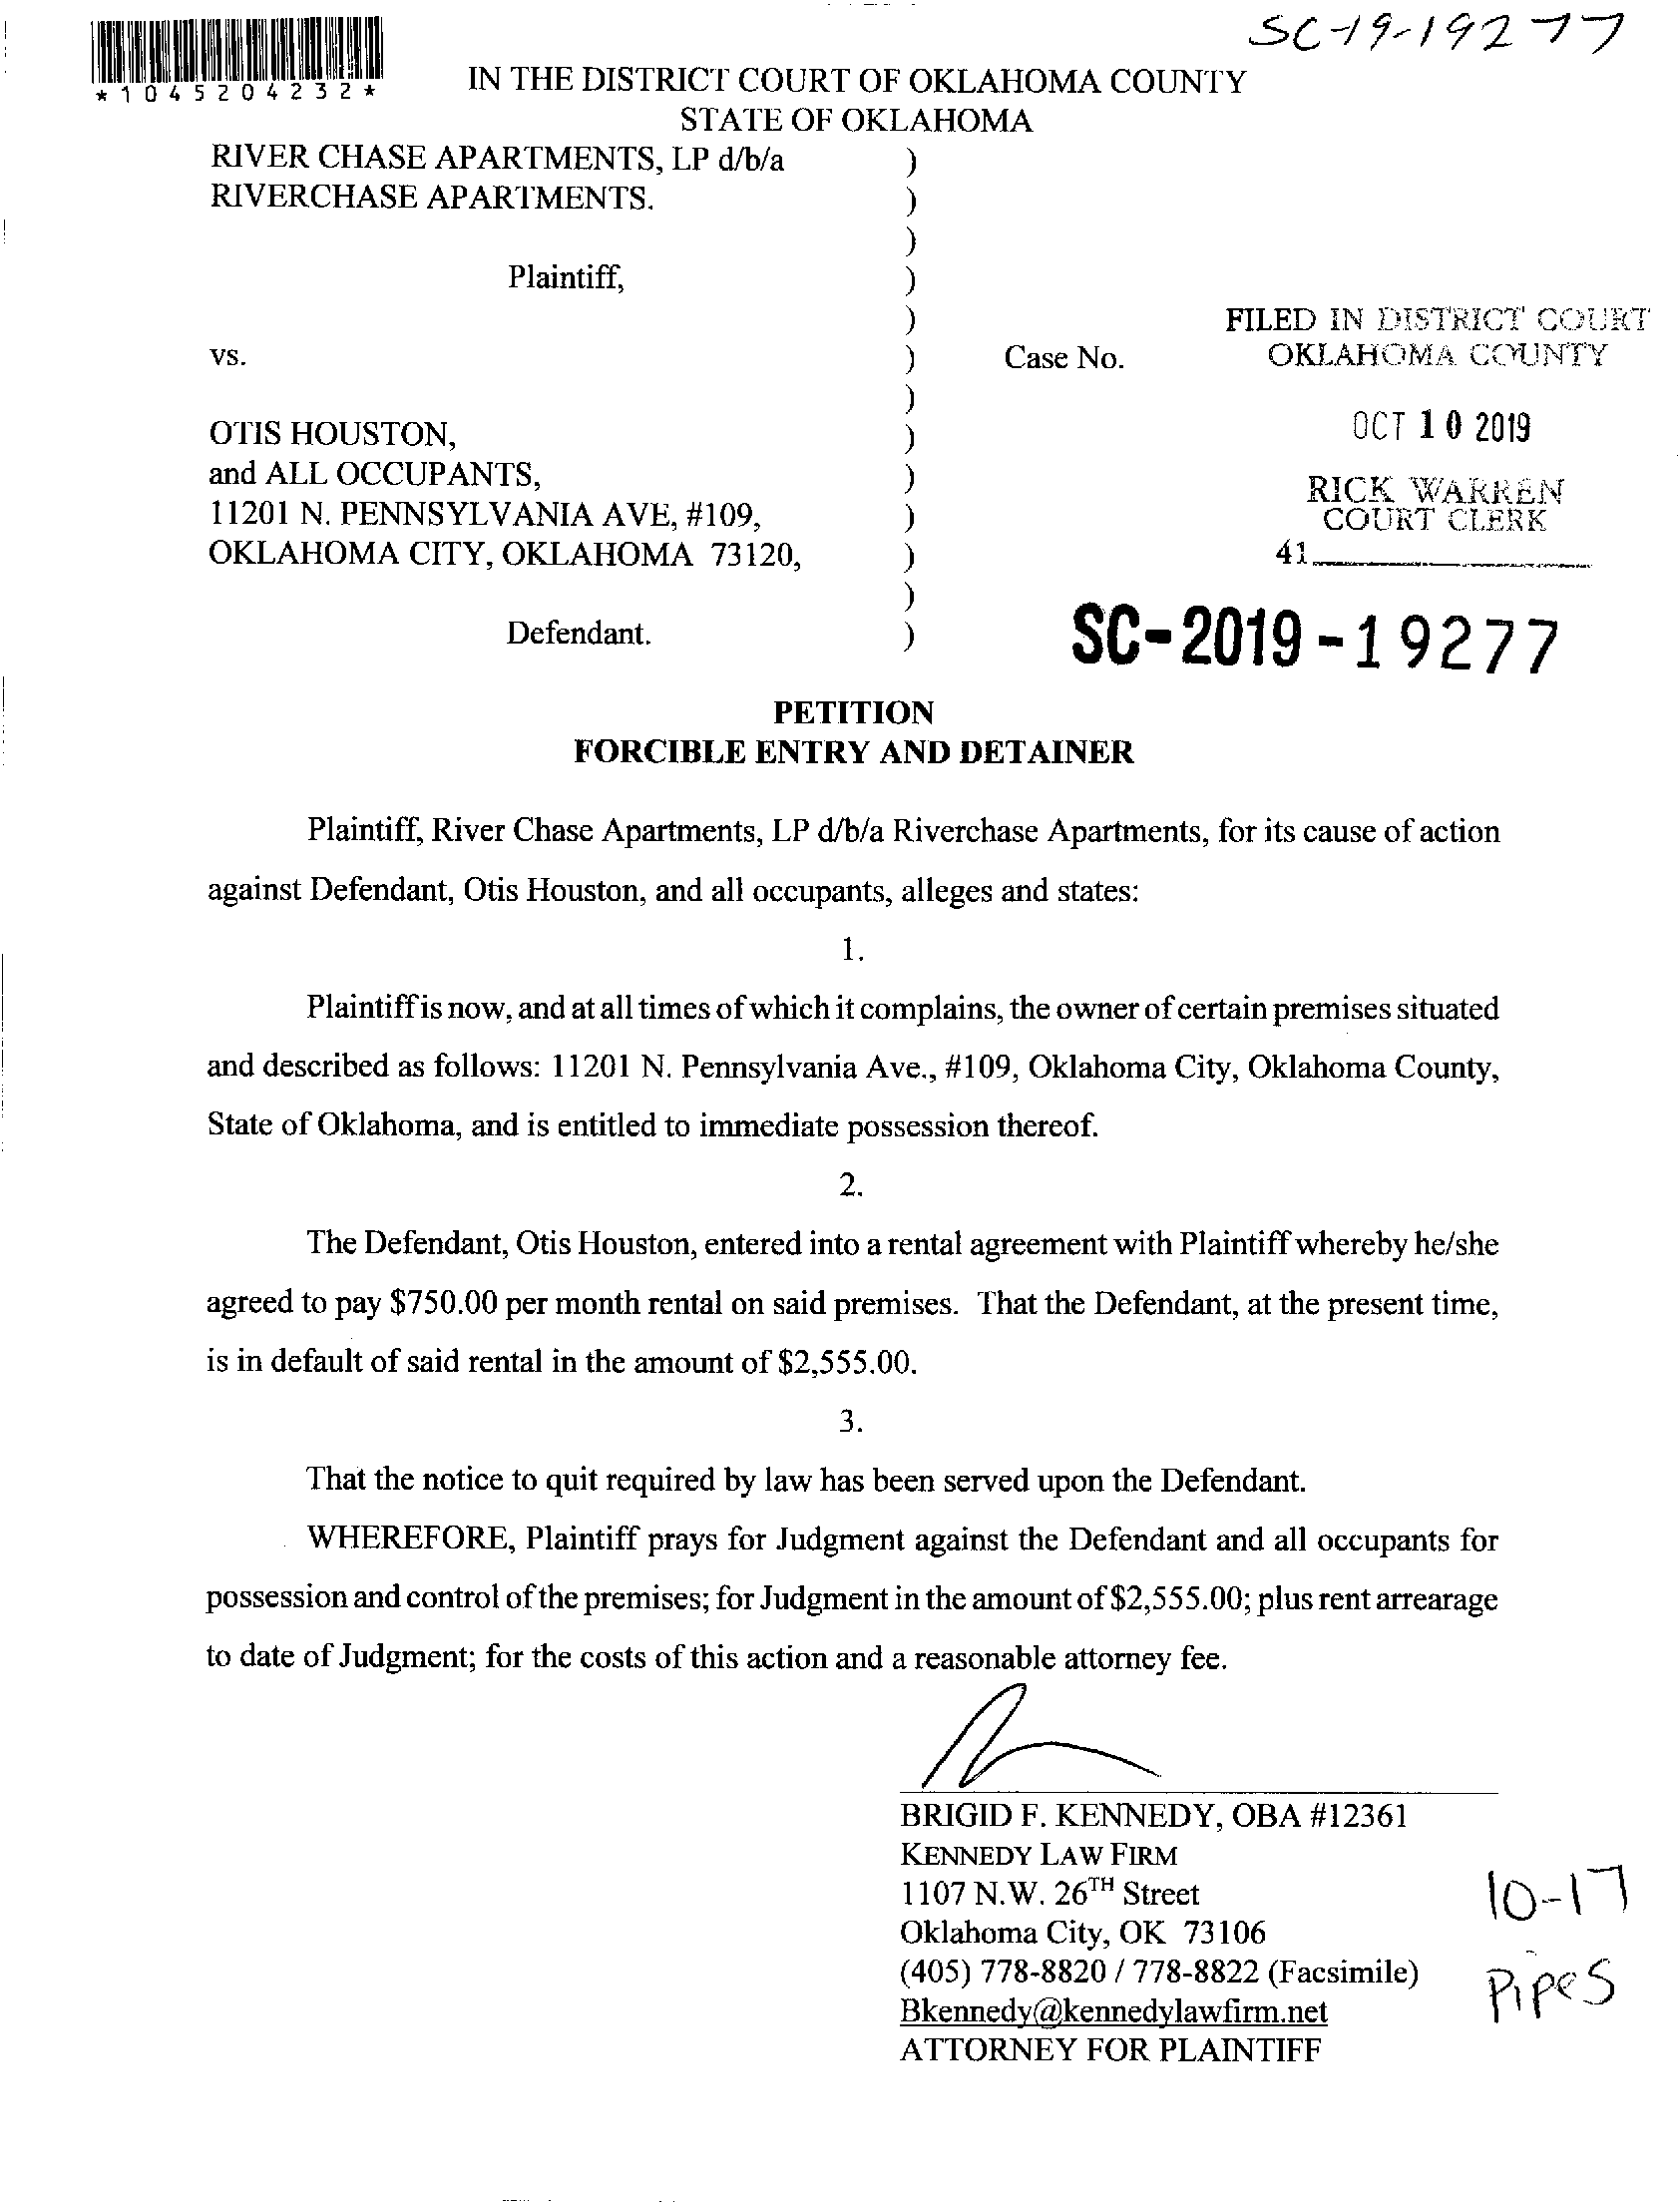 SC-19-19277
*1045204232*
IN THE DISTRICT COURT OF OKLAHOMA COUNTY
STATE OF OKLAHOMA
RIVER CHASE APARTMENTS, LP d/b/a )
RIVERCHASE APARTMENTS. )
)
Plaintiff, )
)
FILED IN DISTRICT COURT
vs. ) Case No.
OKLAHOMA COUNTY
)
OTIS HOUSTON, )
OCT 10 2019
and ALL OCCUPANTS, )
RICK WARREN
11201 N. PENNSYLVANIA AVE, #109, )
COURT CLERK
OKLAHOMA CITY, OKLAHOMA 73120, )
41
)
Defendant. )
SC-2019-19277
PETITION
FORCIBLE ENTRY AND DETAINER
Plaintiff, River Chase Apartments, LP d/b/a Riverchase Apartments, for its cause of action
against Defendant, Otis Houston, and all occupants, alleges and states:
1.
Plaintiff is now, and at all times of which it complains, the owner of certain premises situated
and described as follows: 11201 N. Pennsylvania Ave., #109, Oklahoma City, Oklahoma County,
State of Oklahoma, and is entitled to immediate possession thereof.
2.
The Defendant, Otis Houston, entered into a rental agreement with Plaintiff whereby he/she
agreed to pay $750.00 per month rental on said premises. That the Defendant, at the present time,
is in default of said rental in the amount of $2,555.00.
3.
That the notice to quit required by law has been served upon the Defendant.
WHEREFORE, Plaintiff prays for Judgment against the Defendant and all occupants for
possession and control of the premises; for Judgment in the amount of $2,555.00; plus rent arrearage
to date of Judgment; for the costs of this action and a reasonable attorney fee.
BRIGID F. KENNEDY, OBA #12361
KENNEDY LAW FIRM
1107 N.W. 26TH Street
Oklahoma City, OK 73106
(405) 778-8820 / 778-8822 (Facsimile)
Bkennedy@kennedylawfirm.net
ATTORNEY FOR PLAINTIFF
10-17
Pipes